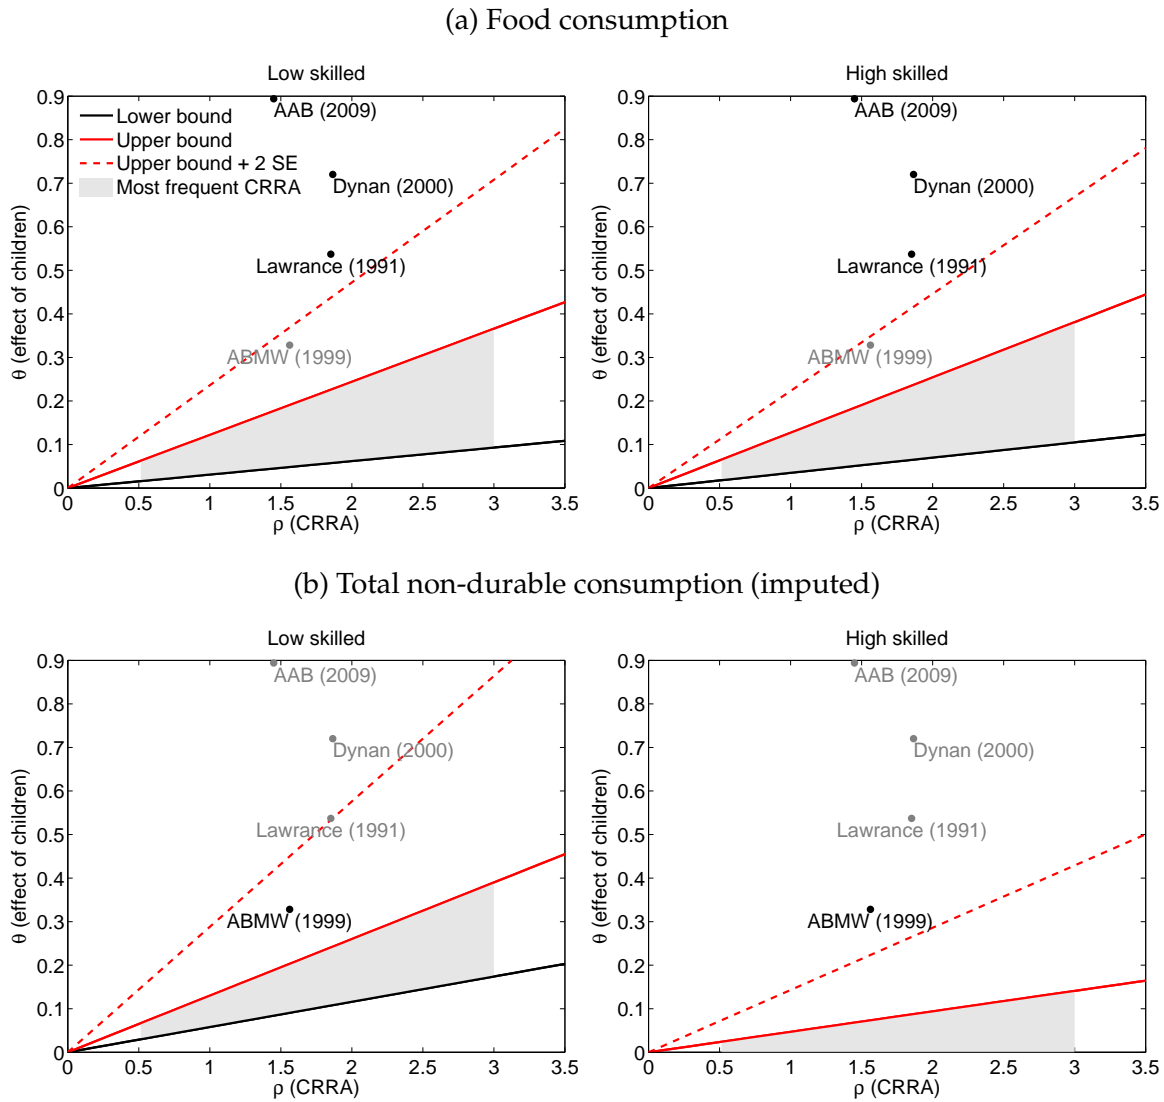 (a) Food consumption
Low skilled
0.9
0.8
0.7
0.6
0.5
0.4
0.3
0.2
0.1
0
θ (effect of children)
Lower bound
Upper bound
Upper bound + 2 SE
Most frequent CRRA
AAB (2009)
Dynan (2000)
Lawrance (1991)
ABMW (1999)
0 0.5 1 1.5 2 2.5 3 3.5
ρ (CRRA)
High skilled
0.9
0.8
0.7
0.6
0.5
0.4
0.3
0.2
0.1
0
θ (effect of children)
AAB (2009)
Dynan (2000)
Lawrance (1991)
ABMW (1999)
0 0.5 1 1.5 2 2.5 3 3.5
ρ (CRRA)
(b) Total non-durable consumption (imputed)
Low skilled
0.9
0.8
0.7
0.6
0.5
0.4
0.3
0.2
0.1
0
θ (effect of children)
AAB (2009)
Dynan (2000)
Lawrance (1991)
ABMW (1999)
0 0.5 1 1.5 2 2.5 3 3.5
ρ (CRRA)
High skilled
0.9
0.8
0.7
0.6
0.5
0.4
0.3
0.2
0.1
0
θ (effect of children)
AAB (2009)
Dynan (2000)
Lawrance (1991)
ABMW (1999)
0 0.5 1 1.5 2 2.5 3 3.5
ρ (CRRA)